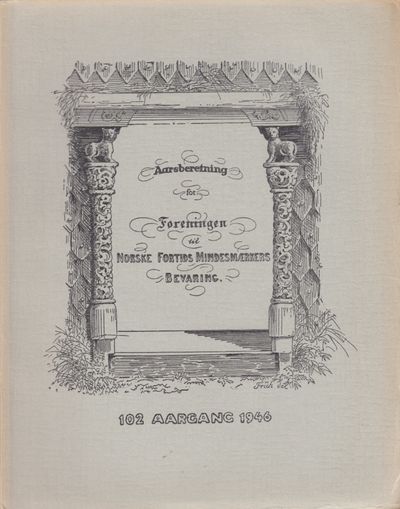 Aarsberetning
for
Foreningen
til
NORSKE FORTIDS MINDESMÆRKERS
BEVARING.
102 AARGANG 1946